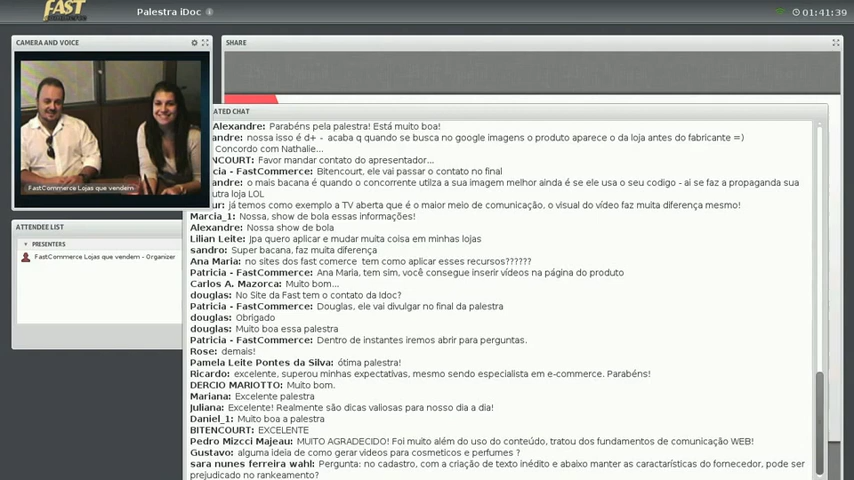 FAST
Palestra iDoc
01:41:39
CAMERA AND VOICE
SHARE
FastCommerce Lojas que vendem
ATTENDEE LIST
PRESENTERS
FastCommerce Lojas que vendem - Organizer
ATED CHAT
Alexandre: Parabéns pela palestra! Está muito boa!
andre: nossa isso é d+ - acaba q quando se busca no google imagens o produto aparece o da loja antes do fabricante =)
Concordo com Nathalie...
NCOURT: Favor mandar contato do apresentador...
cia - FastCommerce: Bitencourt, ele vai passar o contato no final
andre: o mais bacana é quando o concorrente utilza a sua imagem melhor ainda é se ele usa o seu codigo - ai se faz a propaganda sua
utra loja LOL
ur: já temos como exemplo a TV aberta que é o maior meio de comunicação, o visual do vídeo faz muita diferença mesmo!
Marcia_1: Nossa, show de bola essas informações!
Alexandre: Nossa show de bola
Lilian Leite: Jpa quero aplicar e mudar muita coisa em minhas lojas
sandro: Super bacana, faz muita diferença
Ana Maria: no sites dos fast comerce tem como aplicar esses recursos??????
Patricia - FastCommerce: Ana Maria, tem sim, você consegue inserir vídeos na página do produto
Carlos A. Mazorca: Muito bom...
douglas: No Site da Fast tem o contato da Idoc?
Patricia - FastCommerce: Douglas, ele vai divulgar no final da palestra
douglas: Obrigado
douglas: Muito boa essa palestra
Patricia - FastCommerce: Dentro de instantes iremos abrir para perguntas.
Rose: demais!
Pamela Leite Pontes da Silva: ótima palestra!
Ricardo: excelente, superou minhas expectativas, mesmo sendo especialista em e-commerce. Parabéns!
DERCIO MARIOTTO: Muito bom.
Mariana: Excelente palestra
Juliana: Excelente! Realmente são dicas valiosas para nosso dia a dia!
Daniel_1: Muito boa a palestra
BITENCOURT: EXCELENTE
Pedro Mizcci Majeau: MUITO AGRADECIDO! Foi muito além do uso do conteúdo, tratou dos fundamentos de comunicação WEB!
Gustavo: alguma ideia de como gerar videos para cosmeticos e perfumes ?
sara nunes ferreira wahl: Pergunta: no cadastro, com a criação de texto inédito e abaixo manter as caractarísticas do fornecedor, pode ser
prejudicado no rankeamento?